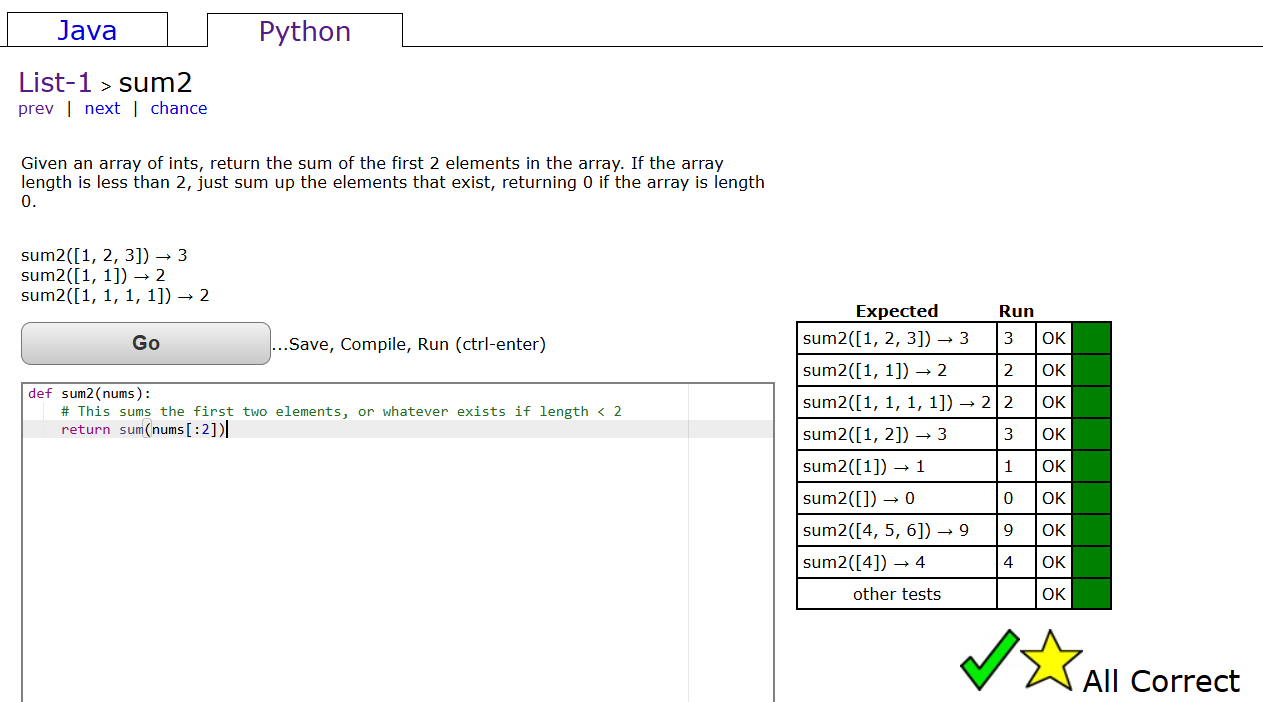 Java
Python
List-1 > sum2
prev | next | chance
Given an array of ints, return the sum of the first 2 elements in the array. If the array
length is less than 2, just sum up the elements that exist, returning 0 if the array is length
0.
sum2([1, 2, 3]) → 3
sum2([1, 1]) → 2
sum2([1, 1, 1, 1]) → 2
Go
...Save, Compile, Run (ctrl-enter)
def sum2(nums):
    # This sums the first two elements, or whatever exists if length < 2
    return sum(nums[:2])
Expected Run
sum2([1, 2, 3]) → 3 3 OK
sum2([1, 1]) → 2 2 OK
sum2([1, 1, 1, 1]) → 2 2 OK
sum2([1, 2]) → 3 3 OK
sum2([1]) → 1 1 OK
sum2([]) → 0 0 OK
sum2([4, 5, 6]) → 9 9 OK
sum2([4]) → 4 4 OK
other tests OK
All Correct